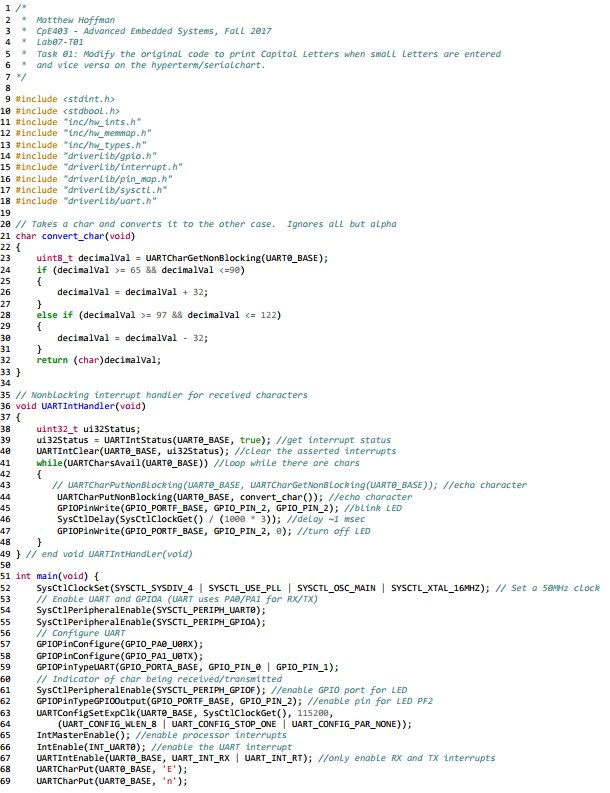 1 /*
2  *  Matthew Hoffman
3  *  CpE403 - Advanced Embedded Systems, Fall 2017
4  *  Lab07-T01
5  *  Task 01: Modify the original code to print Capital Letters when small letters are entered
6  *  and vice versa on the hyperterm/serialchart.
7  */
8
9 #include <stdint.h>
10 #include <stdbool.h>
11 #include "inc/hw_ints.h"
12 #include "inc/hw_memmap.h"
13 #include "inc/hw_types.h"
14 #include "driverlib/gpio.h"
15 #include "driverlib/interrupt.h"
16 #include "driverlib/pin_map.h"
17 #include "driverlib/sysctl.h"
18 #include "driverlib/uart.h"
19
20 // Takes a char and converts it to the other case.  Ignores all but alpha
21 char convert_char(void)
22 {
23     uint8_t decimalVal = UARTCharGetNonBlocking(UART0_BASE);
24     if (decimalVal >= 65 && decimalVal <=90)
25     {
26         decimalVal = decimalVal + 32;
27     }
28     else if (decimalVal >= 97 && decimalVal <= 122)
29     {
30         decimalVal = decimalVal - 32;
31     }
32     return (char)decimalVal;
33 }
34
35 // Nonblocking interrupt handler for received characters
36 void UARTIntHandler(void)
37 {
38     uint32_t ui32Status;
39     ui32Status = UARTIntStatus(UART0_BASE, true); //get interrupt status
40     UARTIntClear(UART0_BASE, ui32Status); //clear the asserted interrupts
41     while(UARTCharsAvail(UART0_BASE)) //loop while there are chars
42     {
43        // UARTCharPutNonBlocking(UART0_BASE, UARTCharGetNonBlocking(UART0_BASE)); //echo character
44         UARTCharPutNonBlocking(UART0_BASE, convert_char()); //echo character
45         GPIOPinWrite(GPIO_PORTF_BASE, GPIO_PIN_2, GPIO_PIN_2); //blink LED
46         SysCtlDelay(SysCtlClockGet() / (1000 * 3)); //delay ~1 msec
47         GPIOPinWrite(GPIO_PORTF_BASE, GPIO_PIN_2, 0); //turn off LED
48     }
49 } // end void UARTIntHandler(void)
50
51 int main(void) {
52     SysCtlClockSet(SYSCTL_SYSDIV_4 | SYSCTL_USE_PLL | SYSCTL_OSC_MAIN | SYSCTL_XTAL_16MHZ); // Set a 50MHz clock
53     // Enable UART and GPIOA (UART uses PA0/PA1 for RX/TX)
54     SysCtlPeripheralEnable(SYSCTL_PERIPH_UART0);
55     SysCtlPeripheralEnable(SYSCTL_PERIPH_GPIOA);
56     // Configure UART
57     GPIOPinConfigure(GPIO_PA0_U0RX);
58     GPIOPinConfigure(GPIO_PA1_U0TX);
59     GPIOPinTypeUART(GPIO_PORTA_BASE, GPIO_PIN_0 | GPIO_PIN_1);
60     // Indicator of char being received/transmitted
61     SysCtlPeripheralEnable(SYSCTL_PERIPH_GPIOF); //enable GPIO port for LED
62     GPIOPinTypeGPIOOutput(GPIO_PORTF_BASE, GPIO_PIN_2); //enable pin for LED PF2
63     UARTConfigSetExpClk(UART0_BASE, SysCtlClockGet(), 115200,
64         (UART_CONFIG_WLEN_8 | UART_CONFIG_STOP_ONE | UART_CONFIG_PAR_NONE));
65     IntMasterEnable(); //enable processor interrupts
66     IntEnable(INT_UART0); //enable the UART interrupt
67     UARTIntEnable(UART0_BASE, UART_INT_RX | UART_INT_RT); //only enable RX and TX interrupts
68     UARTCharPut(UART0_BASE, 'E');
69     UARTCharPut(UART0_BASE, 'n');